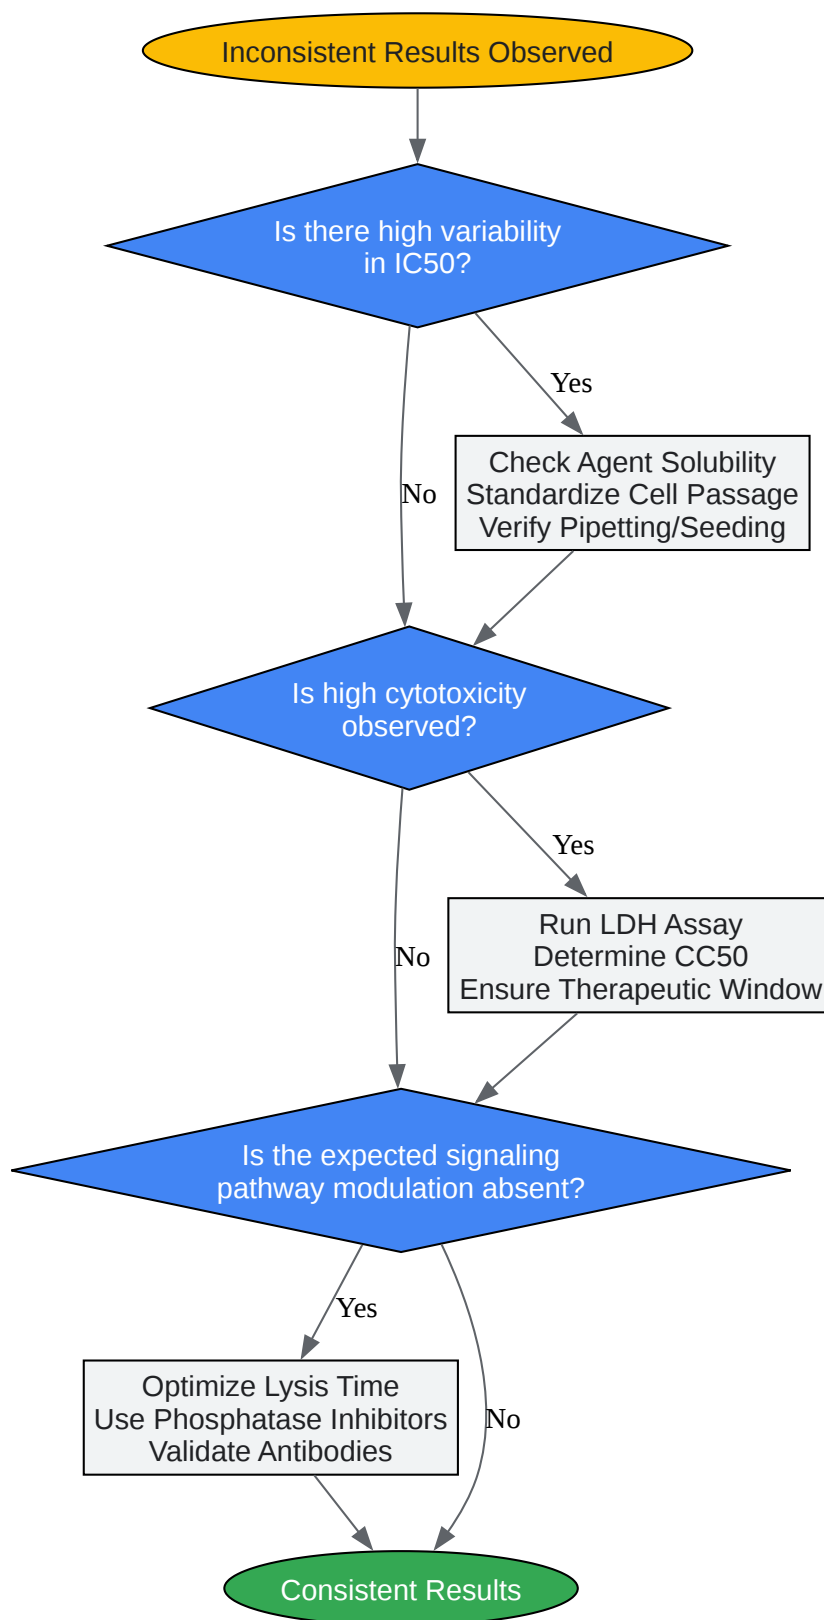 Inconsistent Results Observed
Is there high variability
in IC50?
Yes
No
Check Agent Solubility
Standardize Cell Passage
Verify Pipetting/Seeding
Is high cytotoxicity
observed?
Yes
No
Run LDH Assay
Determine CC50
Ensure Therapeutic Window
Is the expected signaling
pathway modulation absent?
Yes
No
Optimize Lysis Time
Use Phosphatase Inhibitors
Validate Antibodies
Consistent Results